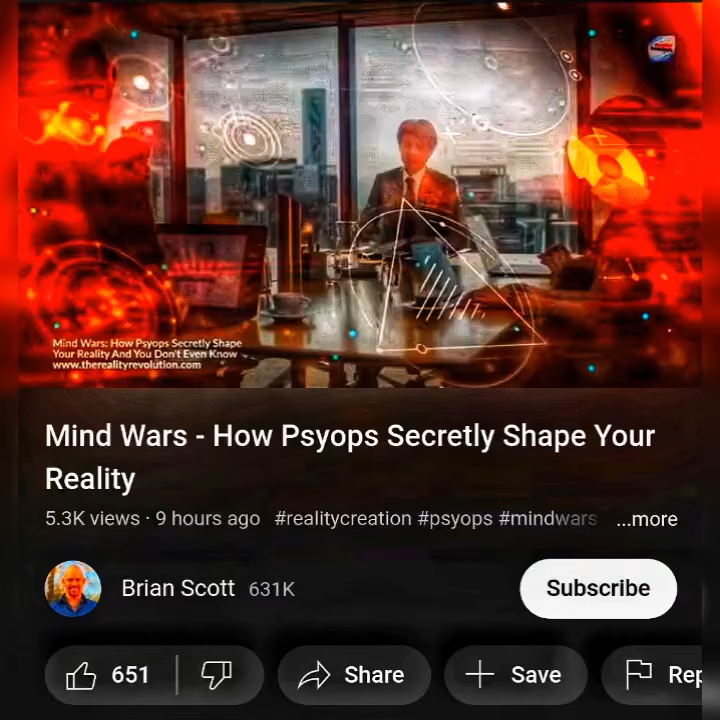 Mind Wars: How Psyops Secretly Shape
Your Reality And You Don't Even Know
www.therealityrevolution.com
Mind Wars - How Psyops Secretly Shape Your
Reality
5.3K views · 9 hours ago #realitycreation #psyops #mindwars ...more
Brian Scott 631K Subscribe
651 Share Save Rep